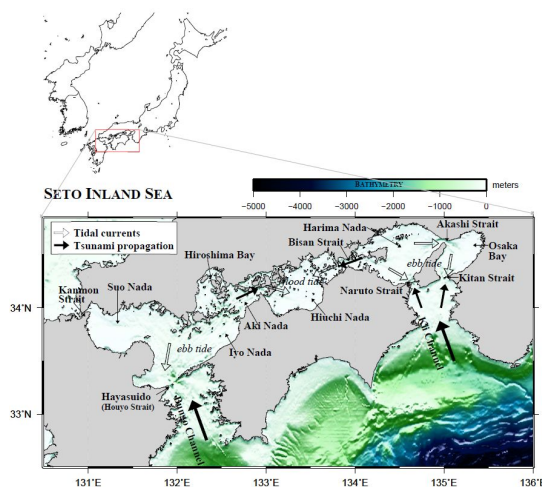 SETO INLAND SEA
BATHYMETRY
meters
−5000 −4000 −3000 −2000 −1000 0
Tidal currents
Tsunami propagation
Harima Nada
Akashi Strait
Bisan Strait
Osaka
Bay
Hiroshima Bay
ebb tide
Kanmon
Strait
Suo Nada
flood tide
Naruto Strait
Kitan Strait
34°N
Aki Nada
Hiuchi Nada
Kii Channel
ebb tide
Iyo Nada
Hayasuido
(Houyo Strait)
Bungo Channel
33°N
131°E 132°E 133°E 134°E 135°E 136°E